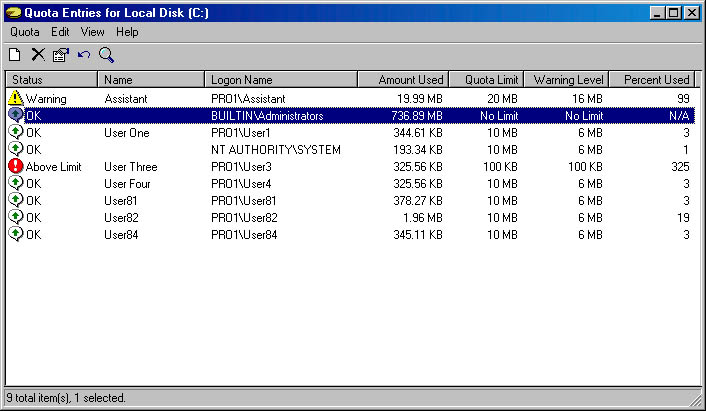 Quota Entries for Local Disk (C:)
Quota Edit View Help
Status Name Logon Name Amount Used Quota Limit Warning Level Percent Used
Warning Assistant PRO1\Assistant 19.99 MB 20 MB 16 MB 99
OK BUILTIN\Administrators 736.89 MB No Limit No Limit N/A
OK User One PRO1\User1 344.61 KB 10 MB 6 MB 3
OK NT AUTHORITY\SYSTEM 193.34 KB 10 MB 6 MB 1
Above Limit User Three PRO1\User3 325.56 KB 100 KB 100 KB 325
OK User Four PRO1\User4 325.56 KB 10 MB 6 MB 3
OK User81 PRO1\User81 378.27 KB 10 MB 6 MB 3
OK User82 PRO1\User82 1.96 MB 10 MB 6 MB 19
OK User84 PRO1\User84 345.11 KB 10 MB 6 MB 3
9 total item(s), 1 selected.